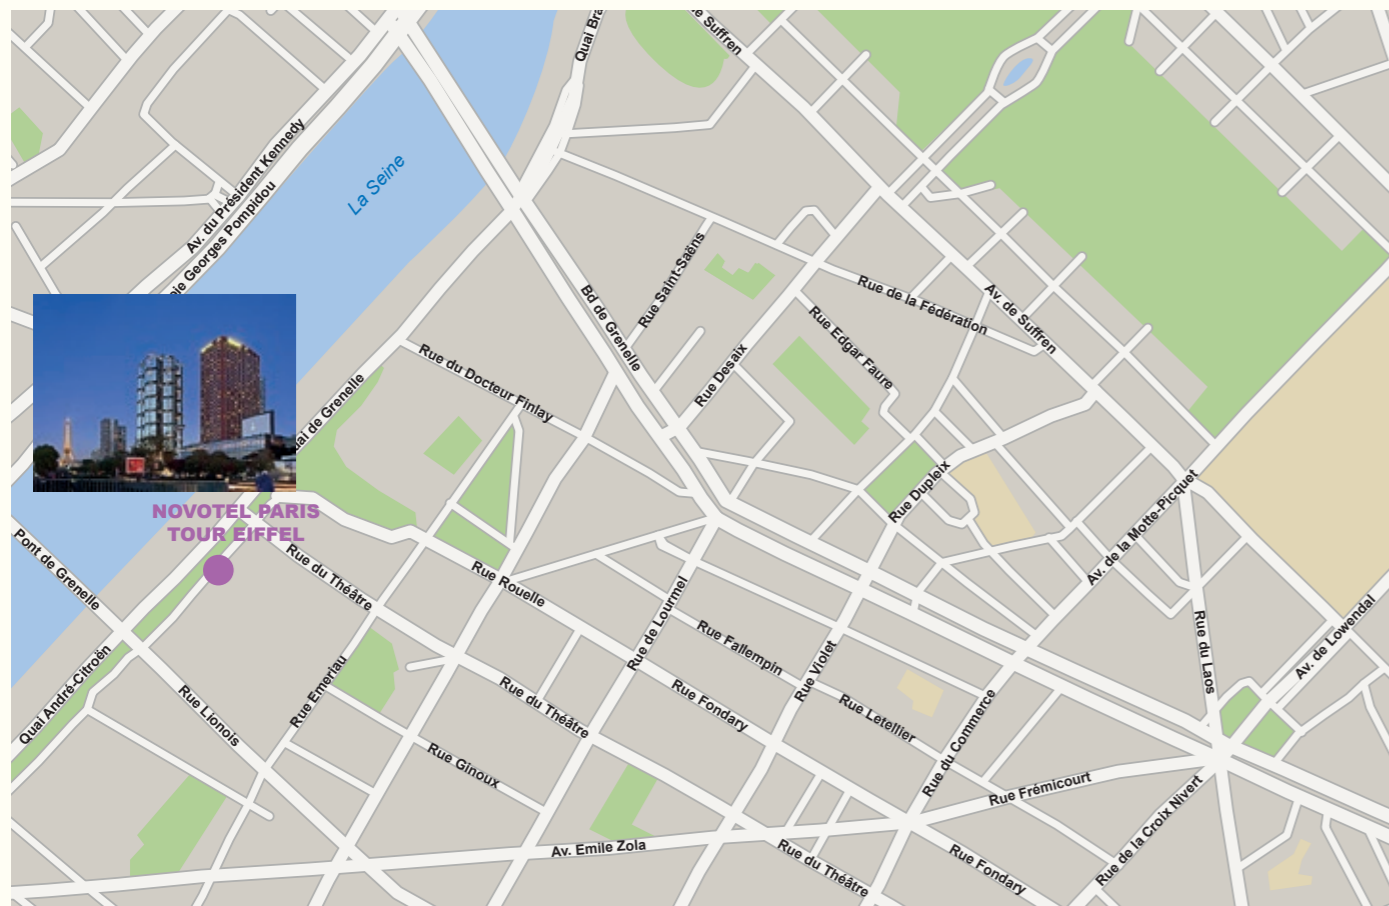 Quai Bra
de Suffren
Av. du Président Kennedy
Voie Georges Pompidou
La Seine
Rue Saint-Saëns
Bd de Grenelle
Rue de la Fédération
Av. de Suffren
Rue Edgar Faure
Rue Desaix
Rue du Docteur Finlay
Quai de Grenelle
Rue Dupleix
Av. de la Motte-Picquet
NOVOTEL PARIS
TOUR EIFFEL
Pont de Grenelle
Rue du Théâtre
Rue Rouelle
Rue de Lourmel
Rue Fallempin
Rue Violet
Rue du Laos
Av. de Lowendal
Quai André-Citroën
Rue Emeriau
Rue Lionois
Rue du Théâtre
Rue Fondary
Rue Letellier
Rue du Commerce
Rue Ginoux
Rue Frémicourt
Rue de la Croix Nivert
Av. Emile Zola
Rue du Théâtre
Rue Fondary